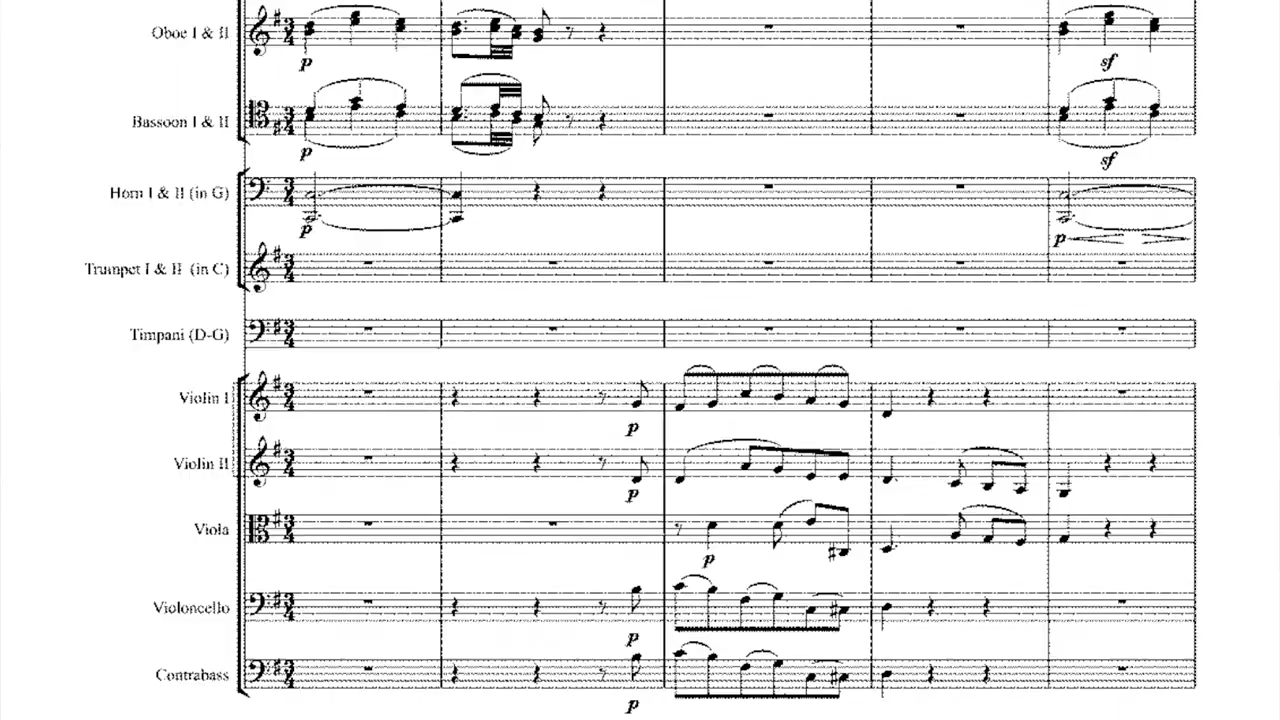 Oboe I & II
p
sf
Bassoon I & II
p
sf
Horn I & II (in G)
p
p
Trumpet I & II (in C)
Timpani (D-G)
Violin I
p
Violin II
p
Viola
p
Violoncello
p
Contrabass
p